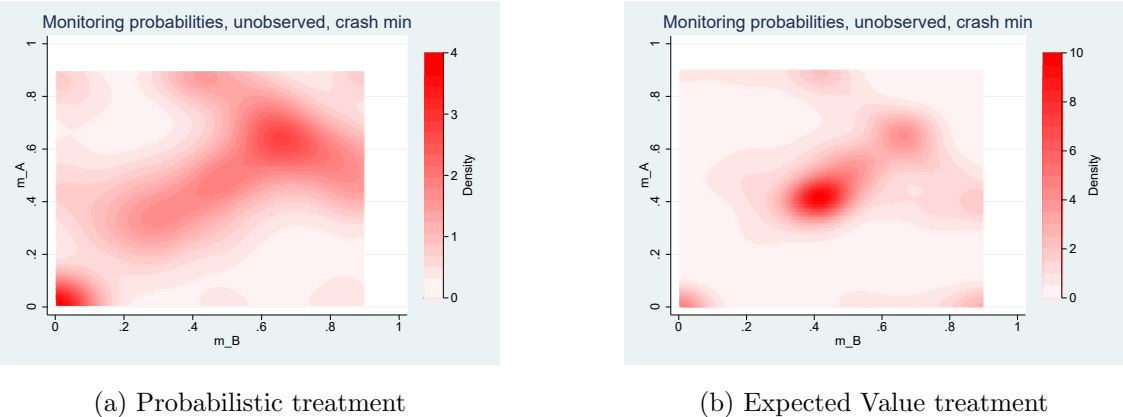 Monitoring probabilities, unobserved, crash min
m_A
0 .2 .4 .6 .8 1
0 .2 .4 .6 .8 1
m_B
0 1 2 3 4
Density
(a) Probabilistic treatment
Monitoring probabilities, unobserved, crash min
m_A
0 .2 .4 .6 .8 1
0 .2 .4 .6 .8 1
m_B
0 2 4 6 8 10
Density
(b) Expected Value treatment